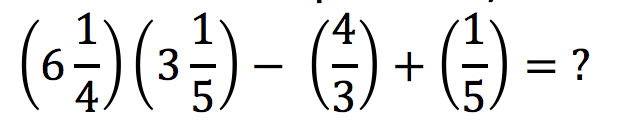 (6 1/4)(3 1/5) − (4/3) + (1/5) = ?